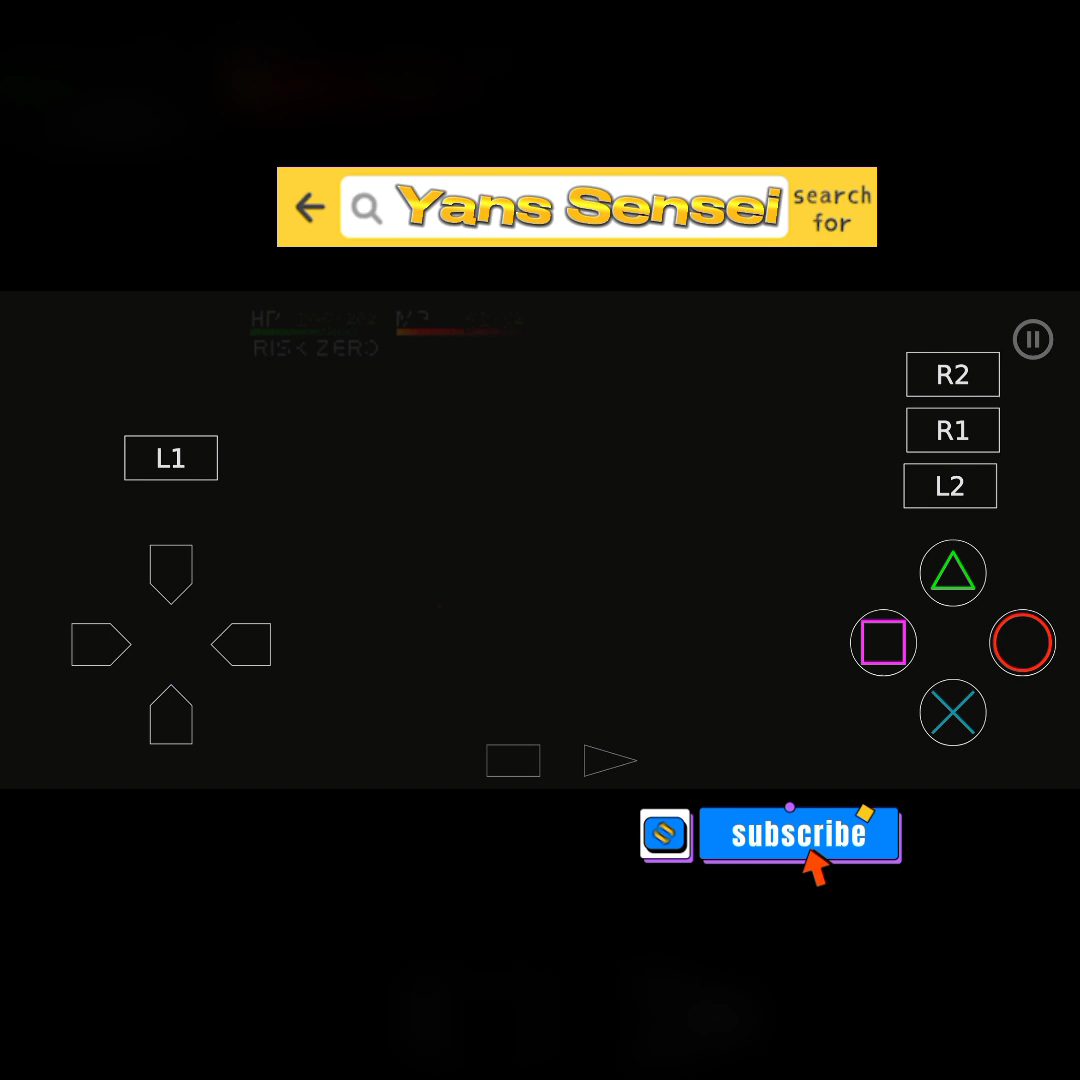 Yans Sensei
search
for
HP
MP
RISK ZERO
R2
R1
L1
L2
subscribe